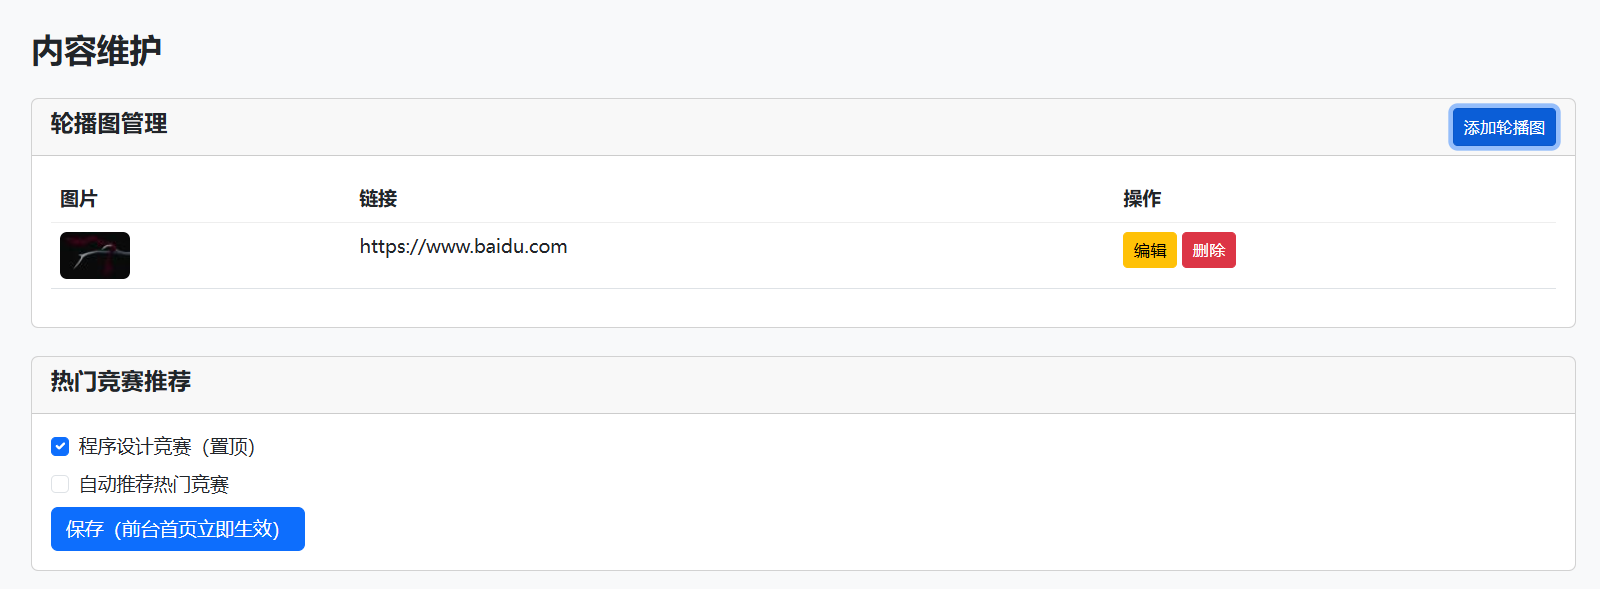 内容维护
轮播图管理
添加轮播图
图片 链接 操作
https://www.baidu.com 编辑 删除
热门竞赛推荐
程序设计竞赛（置顶）
自动推荐热门竞赛
保存（前台首页立即生效）